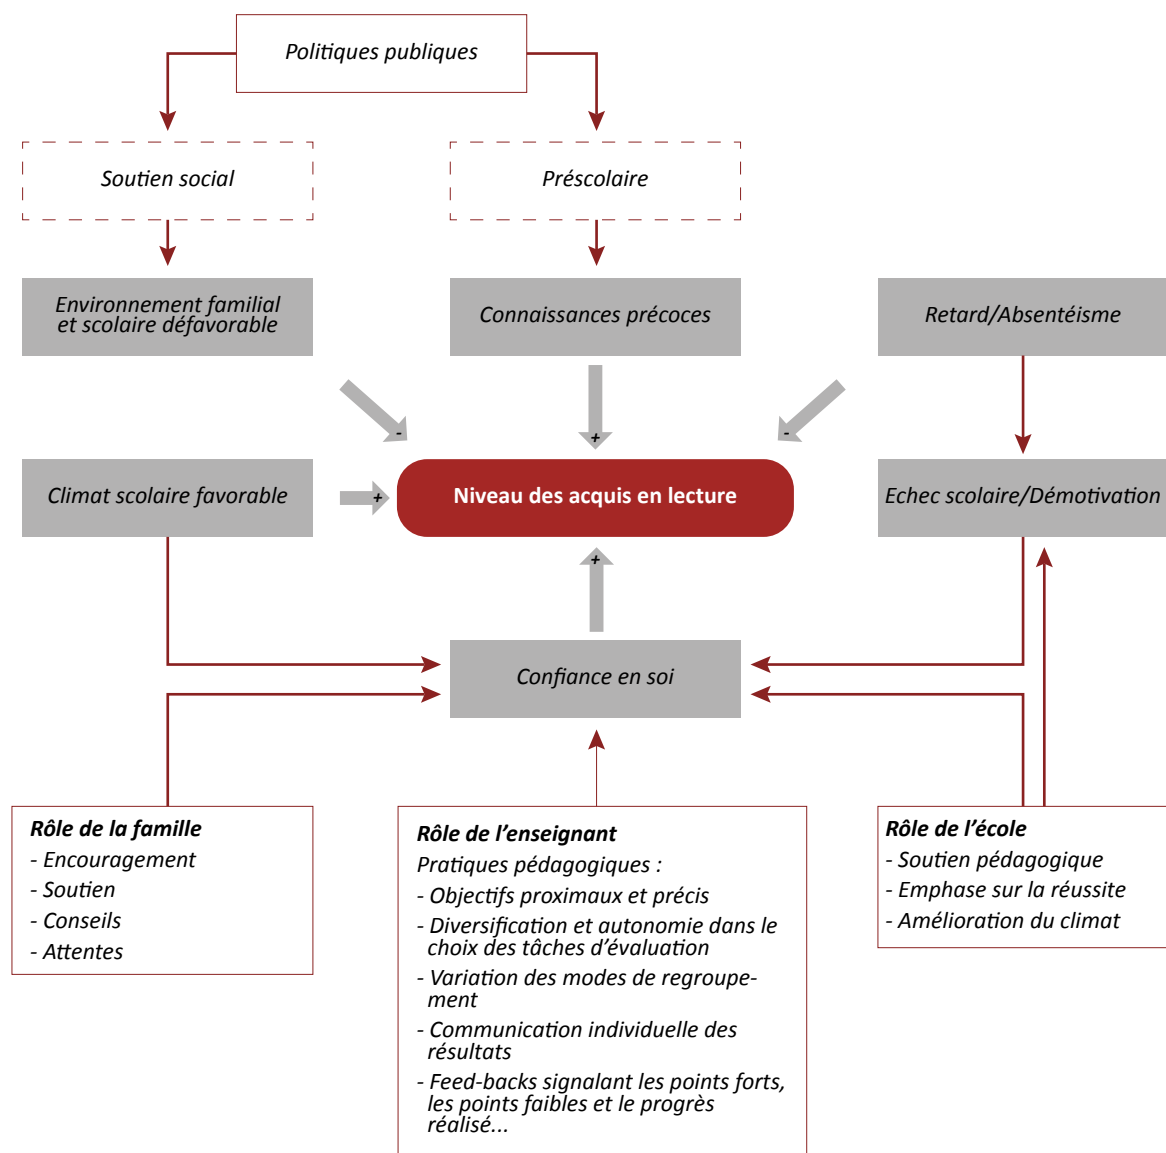 Politiques publiques
Soutien social
Préscolaire
Environnement familial
et scolaire défavorable
Connaissances précoces
Retard/Absentéisme
-
+
-
Climat scolaire favorable
+
Niveau des acquis en lecture
Echec scolaire/Démotivation
+
Confiance en soi
Rôle de la famille
- Encouragement
- Soutien
- Conseils
- Attentes
Rôle de l’enseignant
Pratiques pédagogiques :
- Objectifs proximaux et précis
- Diversification et autonomie dans le
choix des tâches d’évaluation
- Variation des modes de regroupe-
ment
- Communication individuelle des
résultats
- Feed-backs signalant les points forts,
les points faibles et le progrès
réalisé...
Rôle de l’école
- Soutien pédagogique
- Emphase sur la réussite
- Amélioration du climat